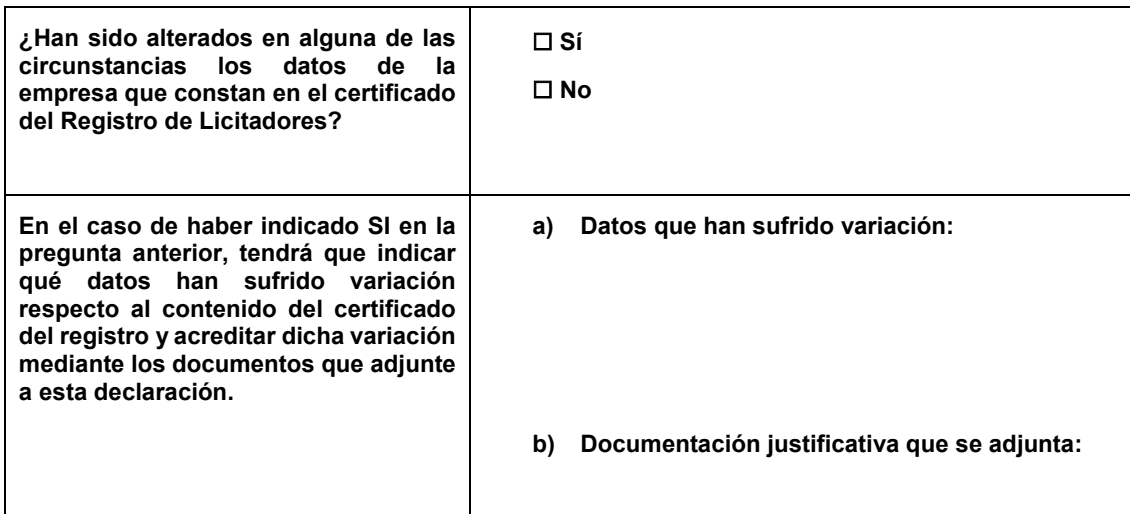 ¿Han sido alterados en alguna de las
circunstancias los datos de la
empresa que constan en el certificado
del Registro de Licitadores?
☐ Sí
☐ No
En el caso de haber indicado SI en la
pregunta anterior, tendrá que indicar
qué datos han sufrido variación
respecto al contenido del certificado
del registro y acreditar dicha variación
mediante los documentos que adjunte
a esta declaración.
a) Datos que han sufrido variación:
b) Documentación justificativa que se adjunta: